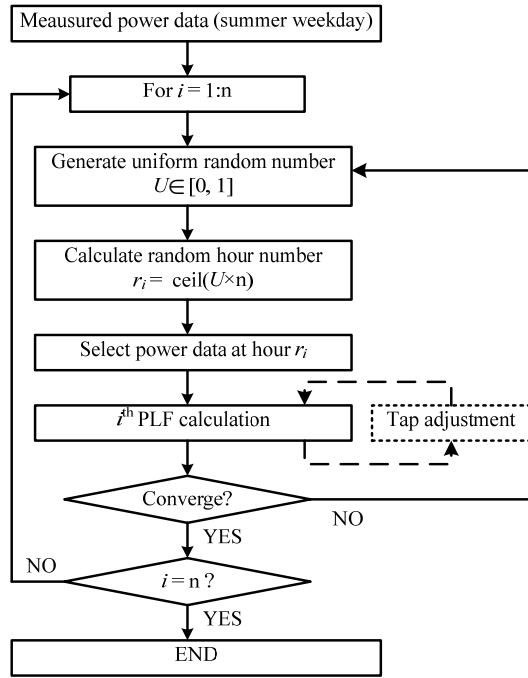 Meausured power data (summer weekday)
For i = 1:n
Generate uniform random number
U∈[0, 1]
Calculate random hour number
rᵢ = ceil(U×n)
Select power data at hour rᵢ
iᵗʰ PLF calculation
Tap adjustment
Converge?
NO
YES
NO
i = n ?
YES
END